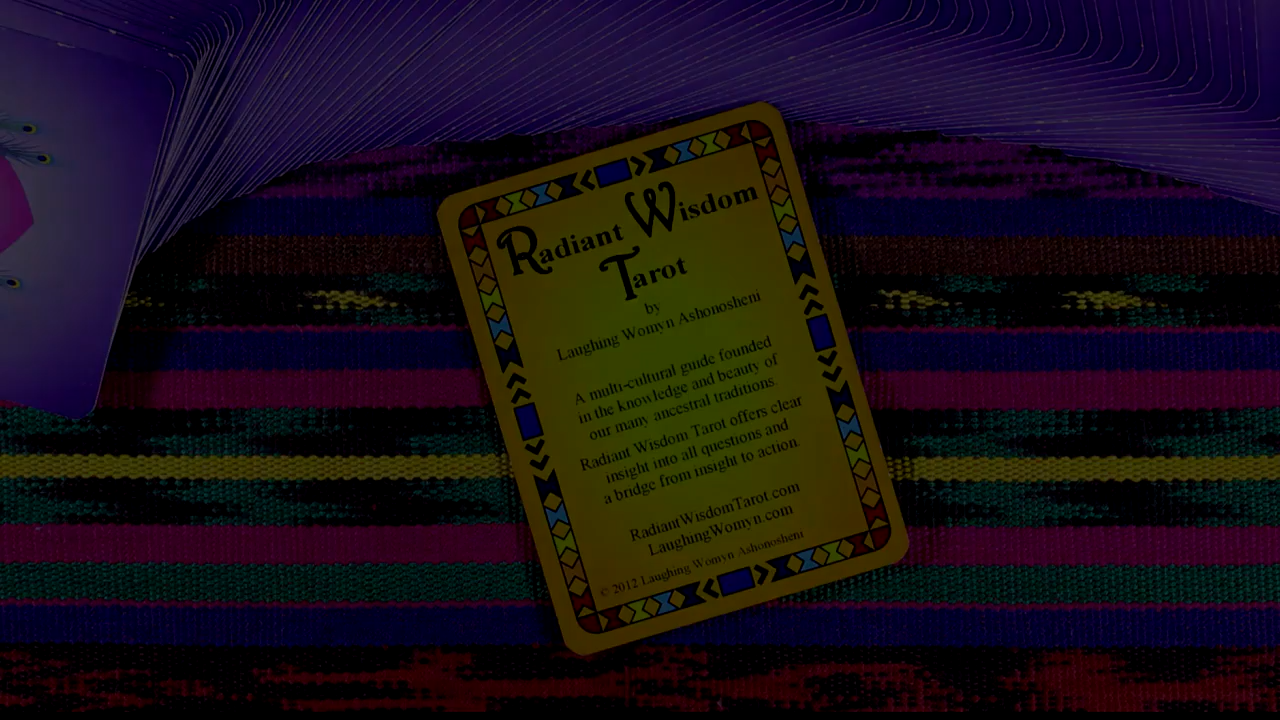 Radiant Wisdom
Tarot
by
Laughing Womyn Ashonosheni
A multi-cultural guide founded
in the knowledge and beauty of
our many ancestral traditions.
Radiant Wisdom Tarot offers clear
insight into all questions and
a bridge from insight to action.
RadiantWisdomTarot.com
LaughingWomyn.com
© 2012 Laughing Womyn Ashonosheni